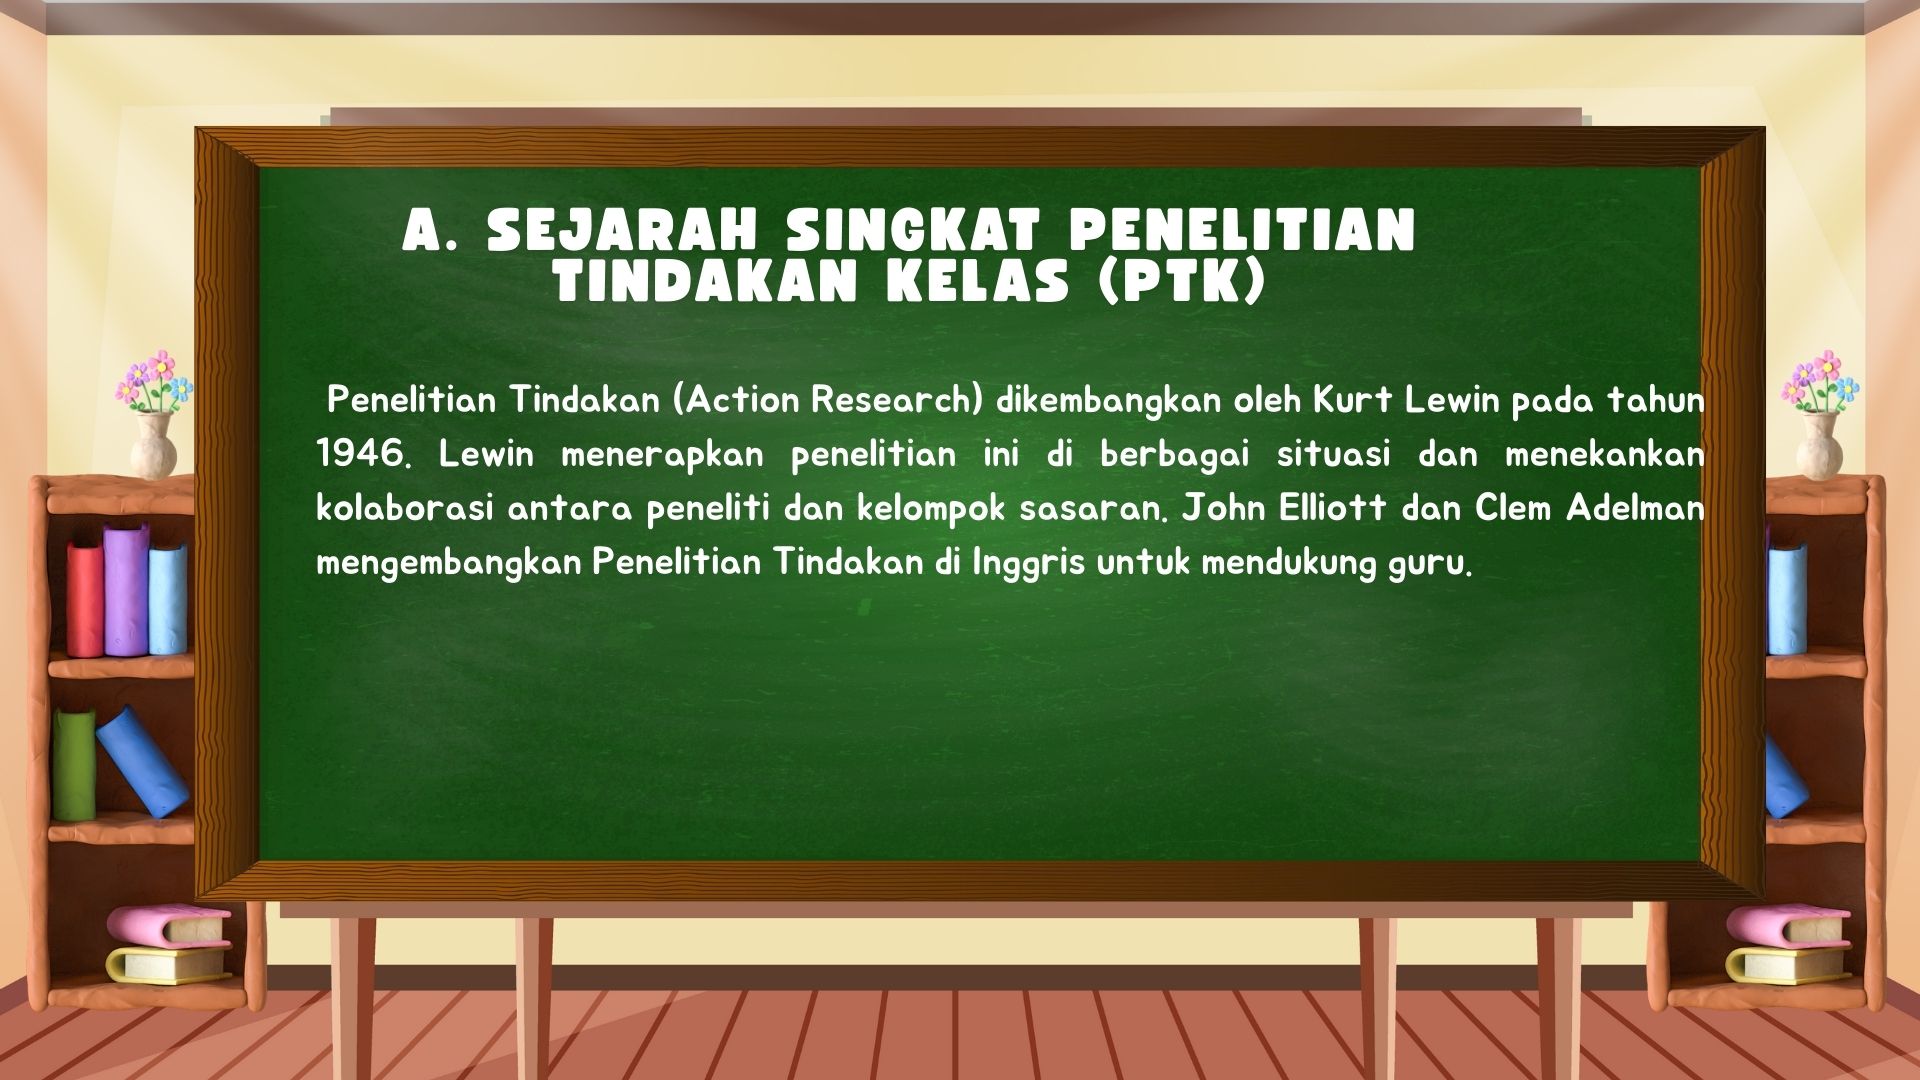 A. SEJARAH SINGKAT PENELITIAN
TINDAKAN KELAS (PTK)
Penelitian Tindakan (Action Research) dikembangkan oleh Kurt Lewin pada tahun
1946. Lewin menerapkan penelitian ini di berbagai situasi dan menekankan
kolaborasi antara peneliti dan kelompok sasaran. John Elliott dan Clem Adelman
mengembangkan Penelitian Tindakan di Inggris untuk mendukung guru.